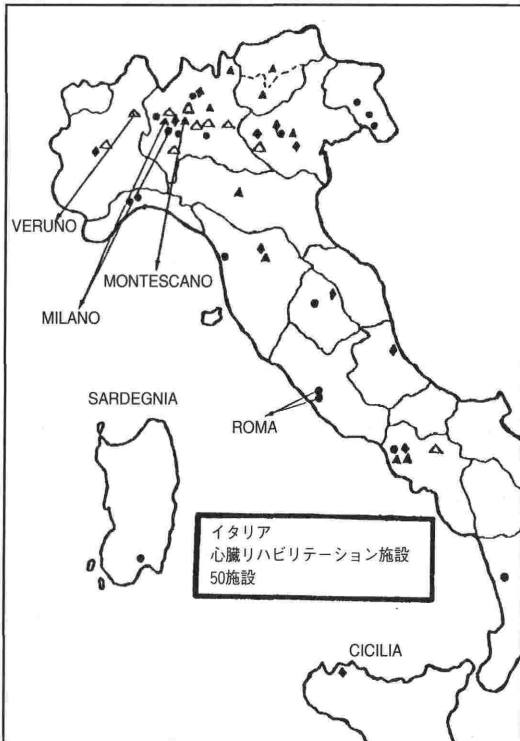 VERUNO
MONTESCANO
MILANO
SARDEGNIA
ROMA
イタリア
心臓リハビリテーション施設
50施設
CICILIA